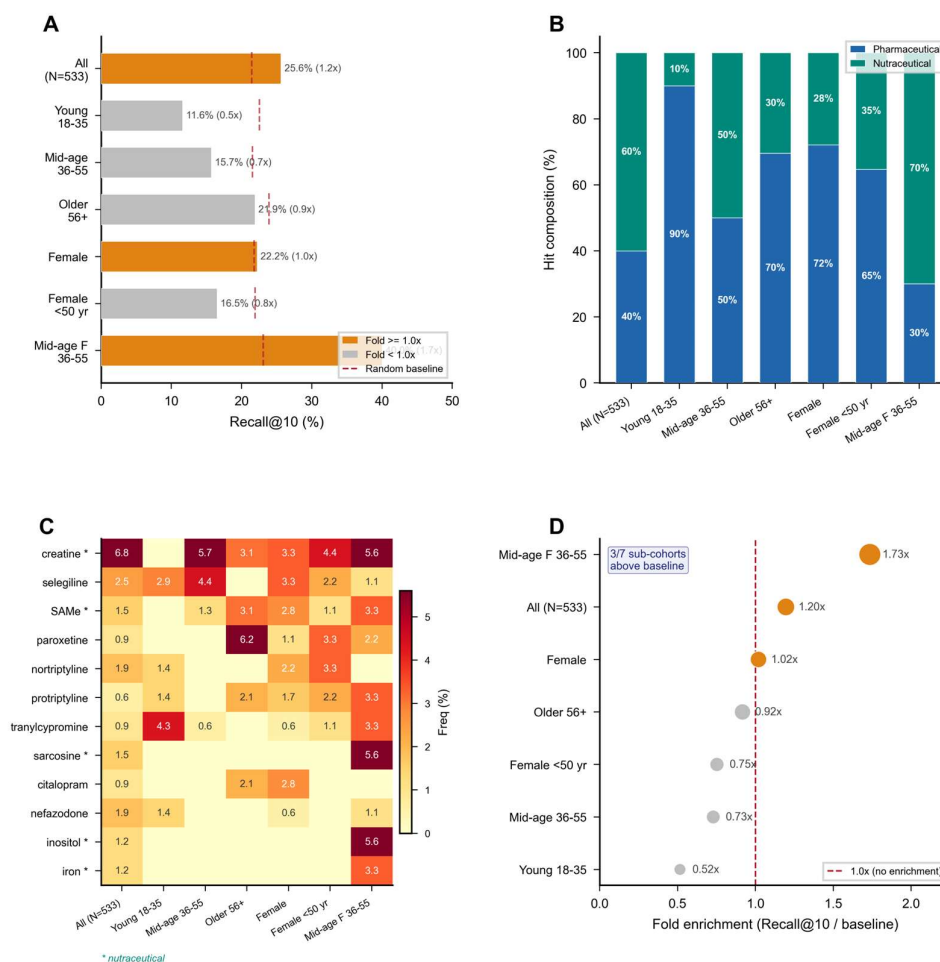 A
All
(N=533)
25.6% (1.2x)
Young
18-35
11.6% (0.5x)
Mid-age
36-55
15.7% (0.7x)
Older
56+
21.9% (0.9x)
Female
22.2% (1.0x)
Female
<50 yr
16.5% (0.8x)
Mid-age F
36-55
Fold >= 1.0x
Fold < 1.0x
Random baseline
0 10 20 30 40 50
Recall@10 (%)
B
Pharmaceutical
Nutraceutical
Hit composition (%)
100
80
60
40
20
0
60% 10% 50% 30% 28% 35% 70%
40% 90% 50% 70% 72% 65% 30%
All (N=533) Young 18-35 Mid-age 36-55 Older 56+ Female Female <50 yr Mid-age F 36-55
C
creatine * 6.8 5.7 3.1 3.3 4.4 5.6
selegiline 2.5 2.9 4.4 3.3 2.2 1.1
SAMe * 1.5 1.3 3.1 2.8 1.1 3.3
paroxetine 0.9 6.2 1.1 3.3 2.2
nortriptyline 1.9 1.4 2.2 3.3
protriptyline 0.6 1.4 2.1 1.7 2.2 3.3
tranylcypromine 0.9 4.3 0.6 0.6 1.1 3.3
sarcosine * 1.5 5.6
citalopram 0.9 2.1 2.8
nefazodone 1.9 1.4 0.6 1.1
inositol * 1.2 5.6
iron * 1.2 3.3
All (N=533) Young 18-35 Mid-age 36-55 Older 56+ Female Female <50 yr Mid-age F 36-55
5
4
3
2
1
0
Freq (%)
* nutraceutical
D
3/7 sub-cohorts
above baseline
Mid-age F 36-55 1.73x
All (N=533) 1.20x
Female 1.02x
Older 56+ 0.92x
Female <50 yr 0.75x
Mid-age 36-55 0.73x
Young 18-35 0.52x
1.0x (no enrichment)
0.0 0.5 1.0 1.5 2.0
Fold enrichment (Recall@10 / baseline)